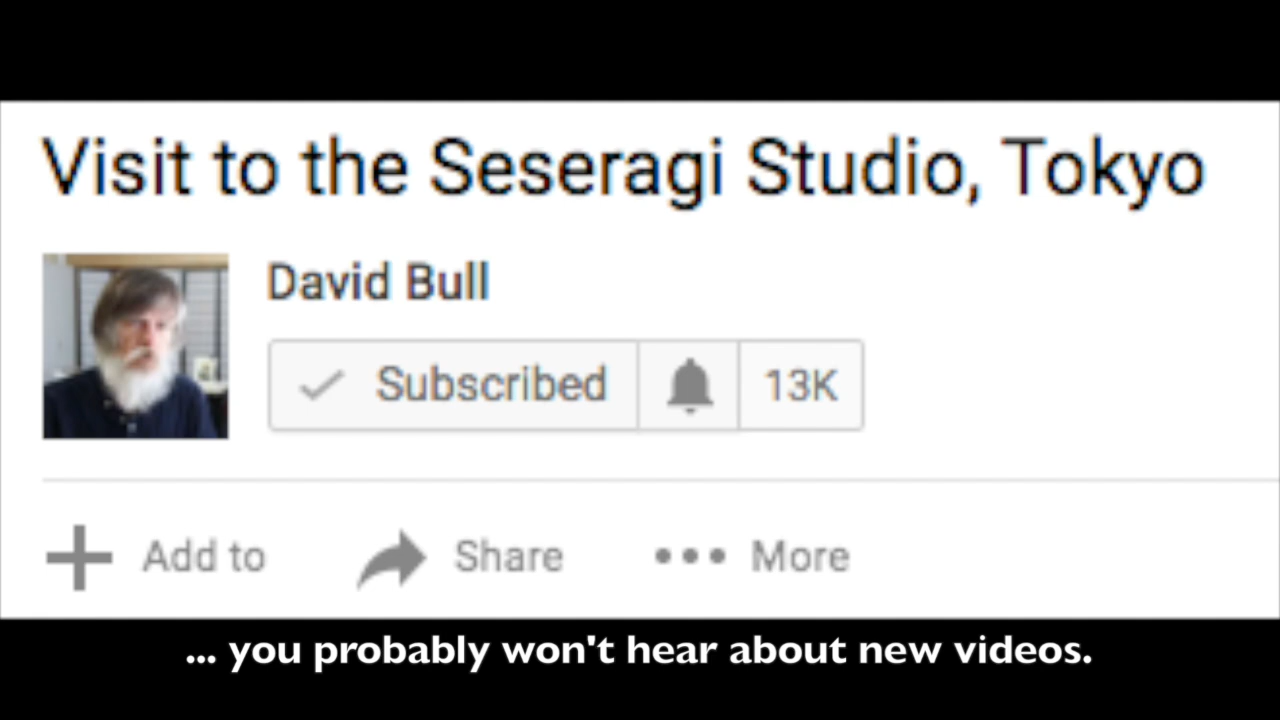 Visit to the Seseragi Studio, Tokyo
David Bull
Subscribed 13K
Add to Share More
... you probably won't hear about new videos.